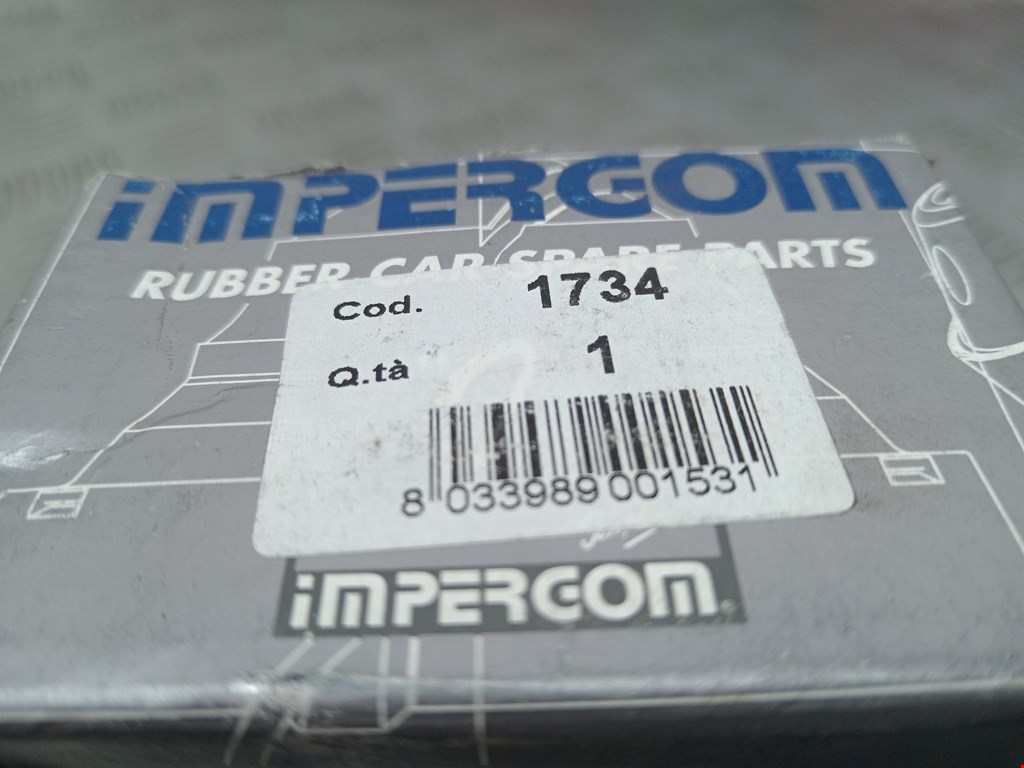 iMPERGOM
RUBBER CAR SPARE PARTS
Cod. 1734
Q.tà 1
8 033989 001531
iMPERGOM